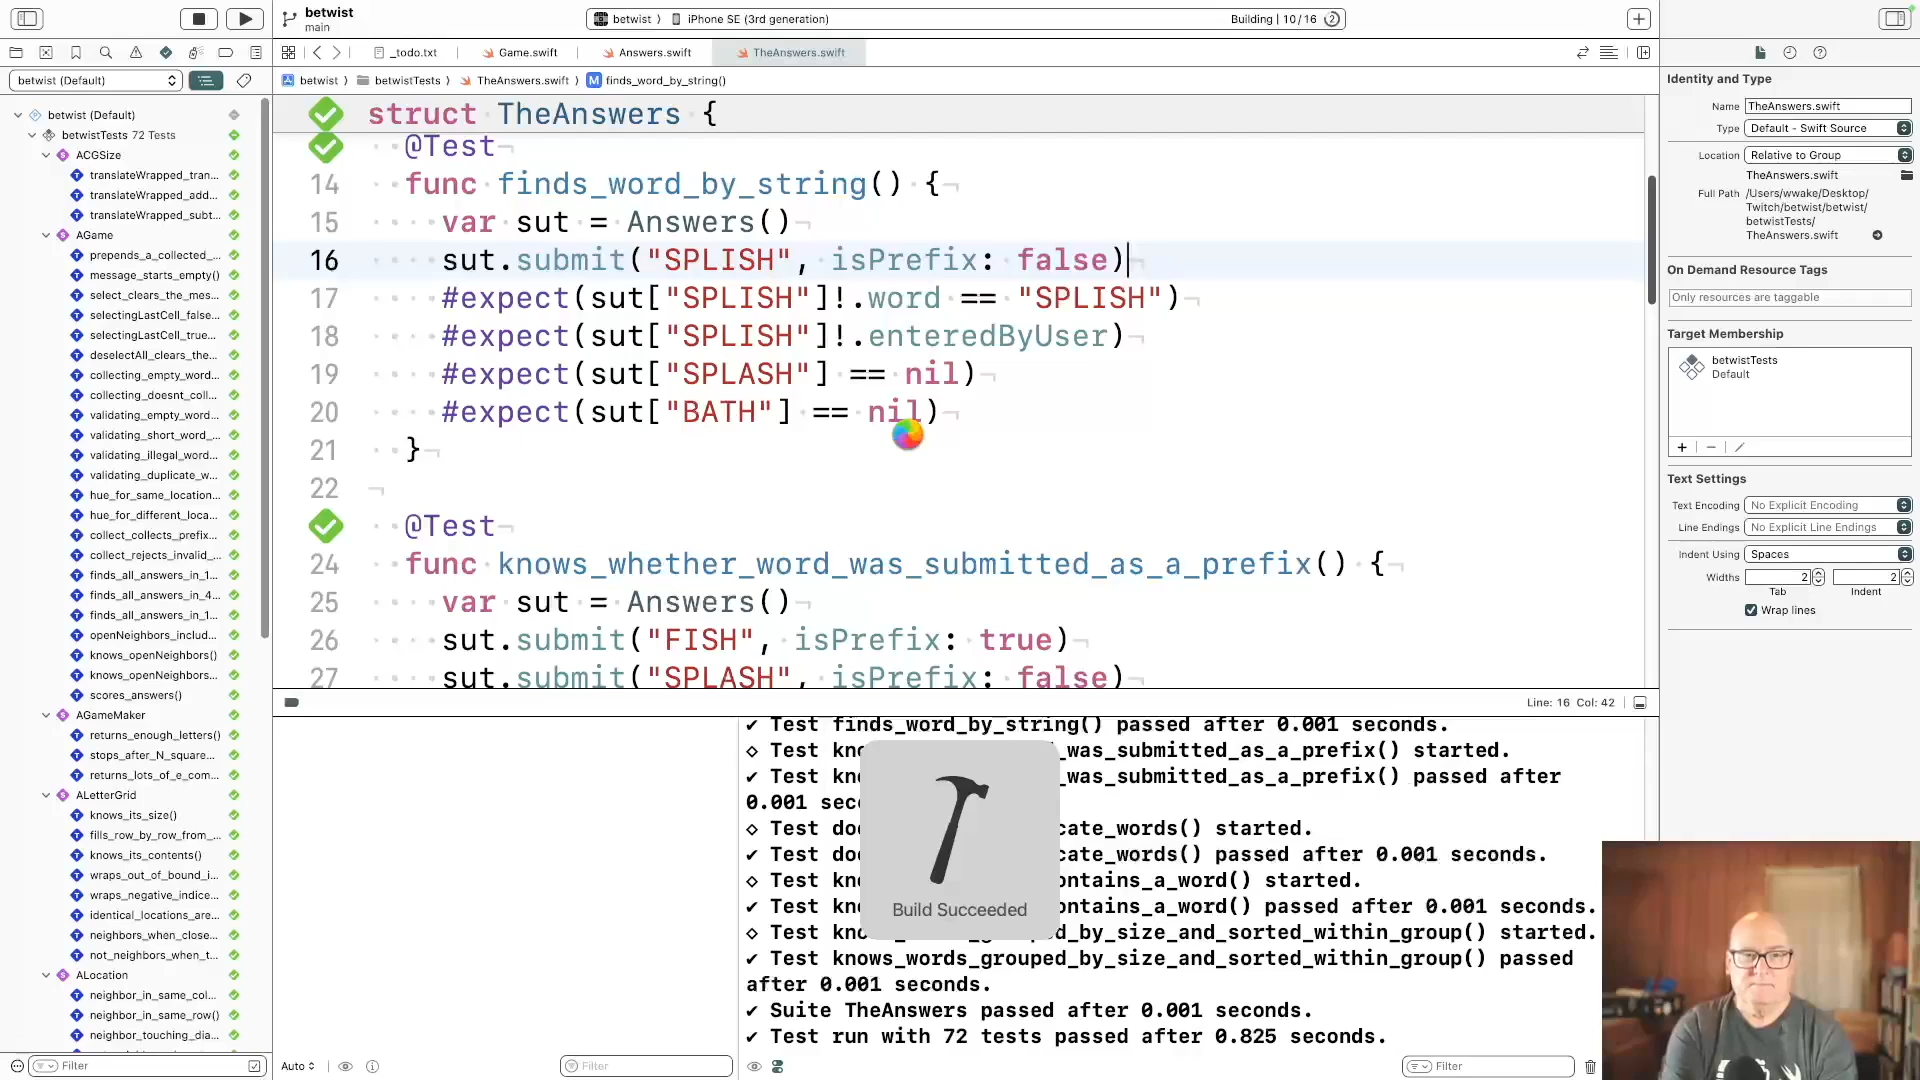 betwist
main
betwist
iPhone SE (3rd generation)
Building | 10/16
2
_todo.txt
Game.swift
Answers.swift
TheAnswers.swift
betwist (Default)
betwist
betwistTests
TheAnswers.swift
M finds_word_by_string()
betwist (Default)
betwistTests 72 Tests
ACGSize
translateWrapped_tran...
translateWrapped_add...
translateWrapped_subt...
AGame
prepends_a_collected_...
message_starts_empty()
select_clears_the_mes...
selectingLastCell_false...
selectingLastCell_true...
deselectAll_clears_the...
collecting_empty_word...
collecting_doesnt_coll...
validating_empty_word...
validating_short_word_...
validating_illegal_word...
validating_duplicate_w...
hue_for_same_location...
hue_for_different_loca...
collect_collects_prefix...
collect_rejects_invalid_...
finds_all_answers_in_1...
finds_all_answers_in_4...
finds_all_answers_in_1...
openNeighbors_includ...
knows_openNeighbors()
knows_openNeighbors...
scores_answers()
AGameMaker
returns_enough_letters()
stops_after_N_square...
returns_lots_of_e_com...
ALetterGrid
knows_its_size()
fills_row_by_row_from_...
knows_its_contents()
wraps_out_of_bound_i...
wraps_negative_indice...
identical_locations_are...
neighbors_when_close...
not_neighbors_when_t...
ALocation
neighbor_in_same_col...
neighbor_in_same_row()
neighbor_touching_dia...
Filter
struct TheAnswers {
@Test
14 func finds_word_by_string() {
15 var sut = Answers()
16 sut.submit("SPLISH", isPrefix: false)
17 #expect(sut["SPLISH"]!.word == "SPLISH")
18 #expect(sut["SPLISH"]!.enteredByUser)
19 #expect(sut["SPLASH"] == nil)
20 #expect(sut["BATH"] == nil)
21 }
22
@Test
24 func knows_whether_word_was_submitted_as_a_prefix() {
25 var sut = Answers()
26 sut.submit("FISH", isPrefix: true)
27 sut.submit("SPLASH", isPrefix: false)
Line: 16 Col: 42
✔ Test finds_word_by_string() passed after 0.001 seconds.
◇ Test kno _was_submitted_as_a_prefix() started.
✔ Test kno _was_submitted_as_a_prefix() passed after
0.001 seco
◇ Test doe cate_words() started.
✔ Test doe cate_words() passed after 0.001 seconds.
◇ Test kno ontains_a_word() started.
✔ Test kno ontains_a_word() passed after 0.001 seconds.
◇ Test knows_words_grouped_by_size_and_sorted_within_group() started.
✔ Test knows_words_grouped_by_size_and_sorted_within_group() passed
after 0.001 seconds.
✔ Suite TheAnswers passed after 0.001 seconds.
✔ Test run with 72 tests passed after 0.825 seconds.
Build Succeeded
Auto
Filter
Filter
Identity and Type
Name TheAnswers.swift
Type Default - Swift Source
Location Relative to Group
TheAnswers.swift
Full Path /Users/wwake/Desktop/
Twitch/betwist/betwist/
betwistTests/
TheAnswers.swift
On Demand Resource Tags
Only resources are taggable
Target Membership
betwistTests
Default
Text Settings
Text Encoding No Explicit Encoding
Line Endings No Explicit Line Endings
Indent Using Spaces
Widths 2 2
Tab Indent
Wrap lines